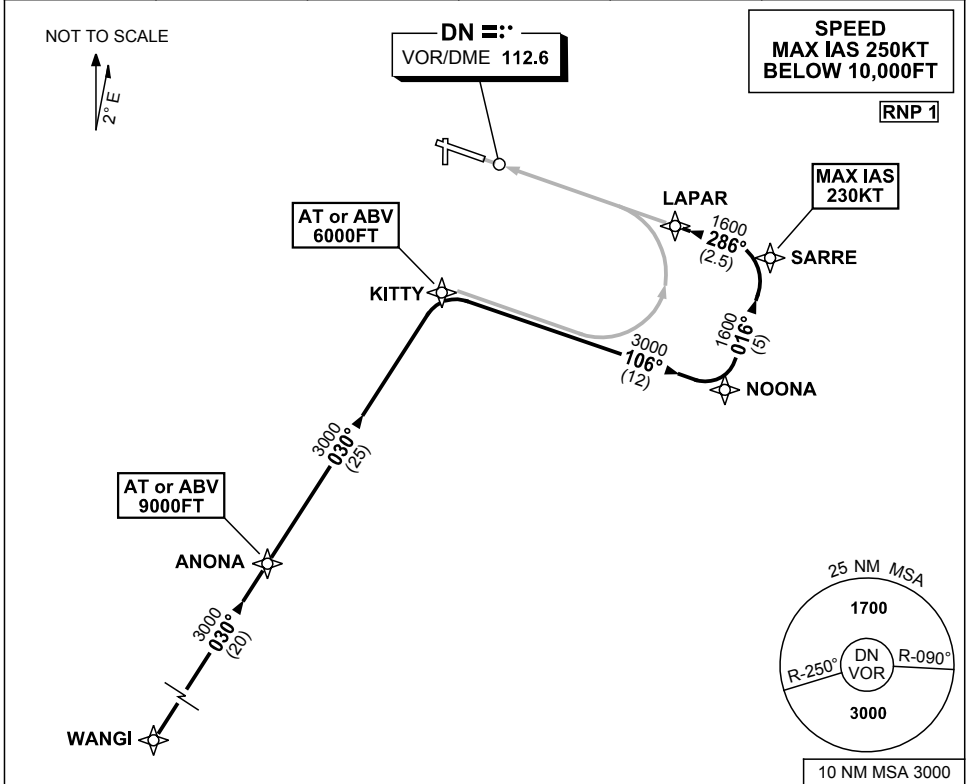 NOT TO SCALE
2° E
DN
VOR/DME 112.6
SPEED
MAX IAS 250KT
BELOW 10,000FT
RNP 1
MAX IAS
230KT
LAPAR
1600
286°
(2.5)
SARRE
AT or ABV
6000FT
KITTY
1600
016°
(5)
3000
106°
(12)
NOONA
3000
030°
(25)
AT or ABV
9000FT
ANONA
3000
030°
(20)
WANGI
25 NM MSA
1700
DN
VOR
R-250°
R-090°
3000
10 NM MSA 3000